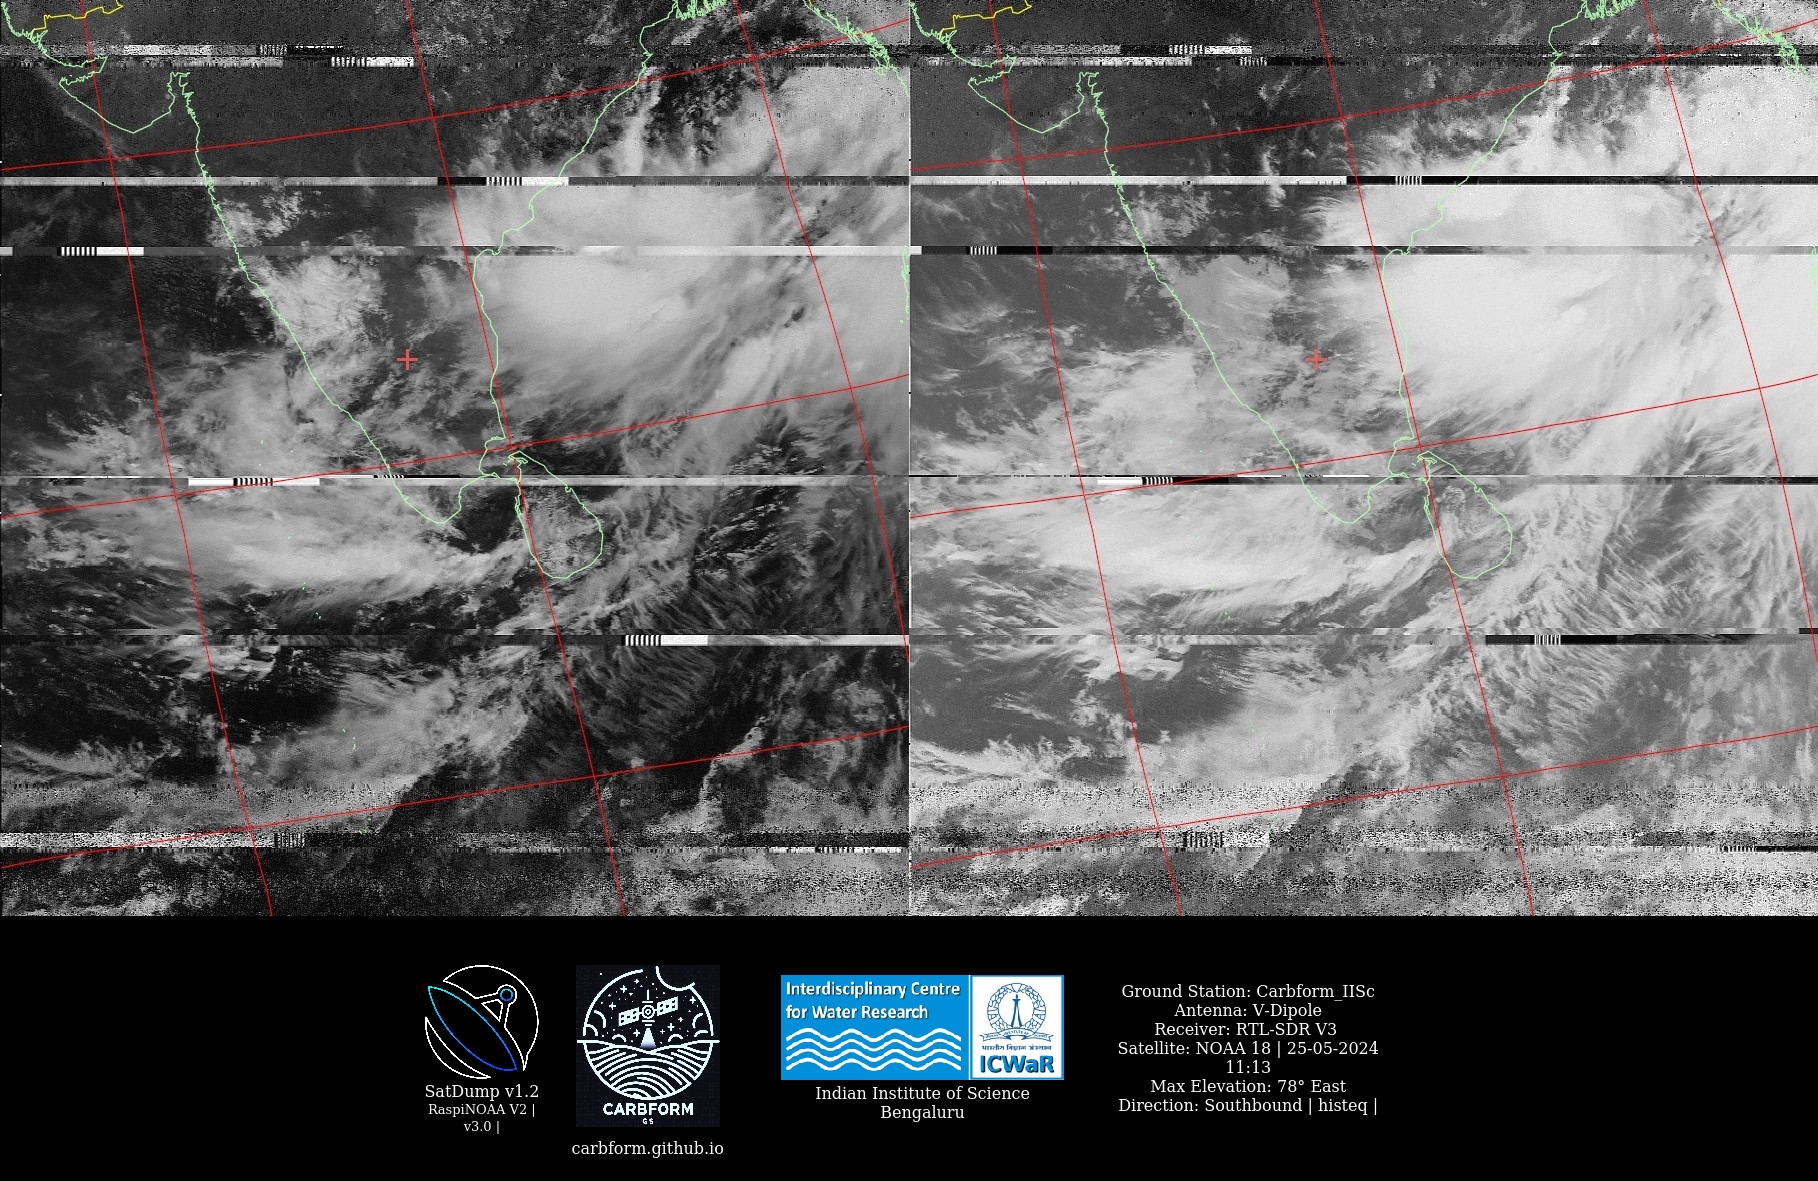 SatDump v1.2
RaspiNOAA V2 |
v3.0 |
CARBFORM
GS
carbform.github.io
Interdisciplinary Centre
for Water Research
ICWaR
Indian Institute of Science
Bengaluru
Ground Station: Carbform_IISc
Antenna: V-Dipole
Receiver: RTL-SDR V3
Satellite: NOAA 18 | 25-05-2024
11:13
Max Elevation: 78° East
Direction: Southbound | histeq |